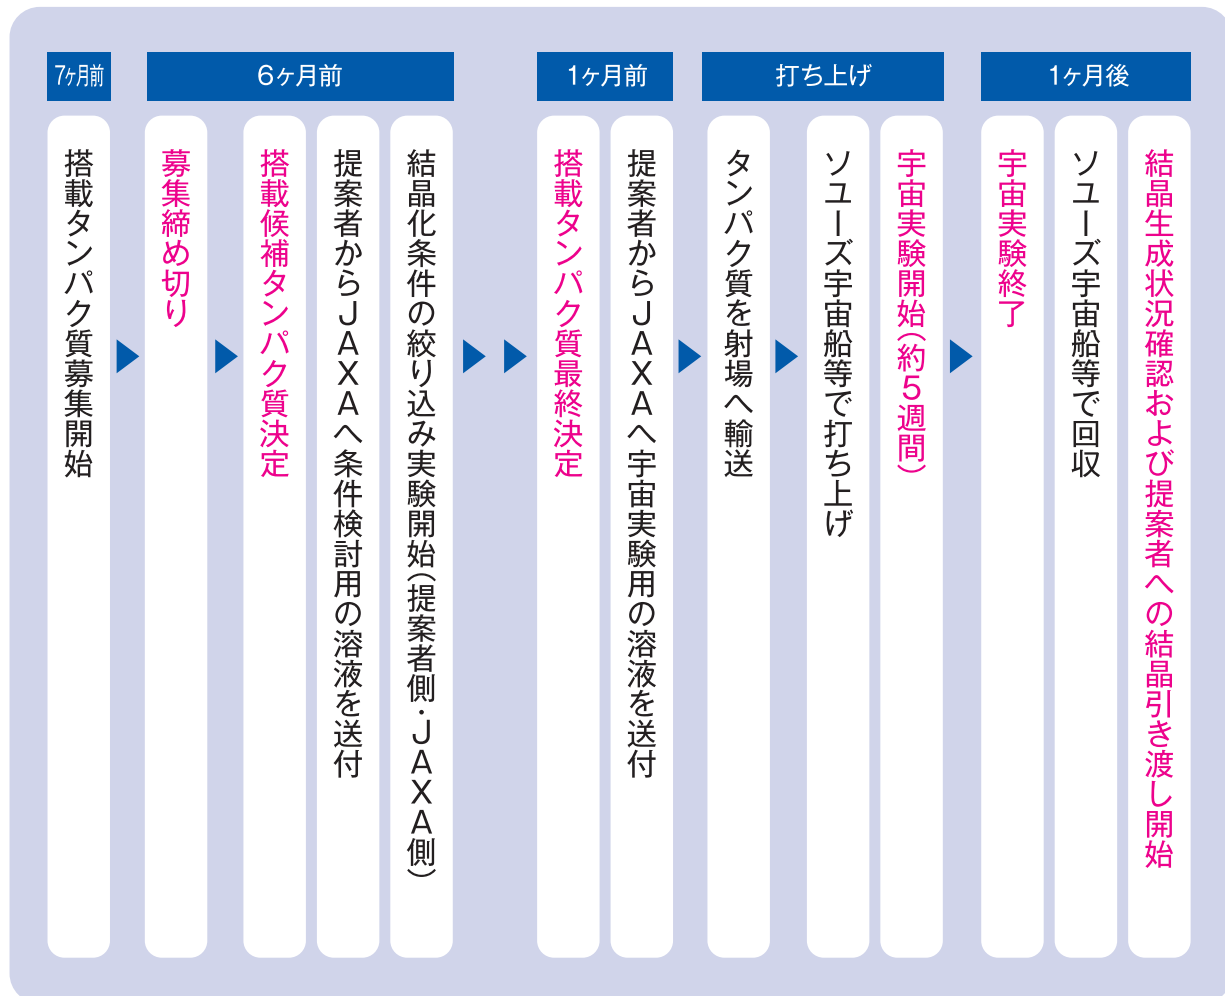 7ヶ月前
搭載タンパク質募集開始
6ヶ月前
募集締め切り
搭載候補タンパク質決定
提案者からJAXAへ条件検討用の溶液を送付
結晶化条件の絞り込み実験開始(提案者側・JAXA側)
1ヶ月前
搭載タンパク質最終決定
提案者からJAXAへ宇宙実験用の溶液を送付
打ち上げ
タンパク質を射場へ輸送
ソユーズ宇宙船等で打ち上げ
宇宙実験開始(約5週間)
1ヶ月後
宇宙実験終了
ソユーズ宇宙船等で回収
結晶生成状況確認および提案者への結晶引き渡し開始